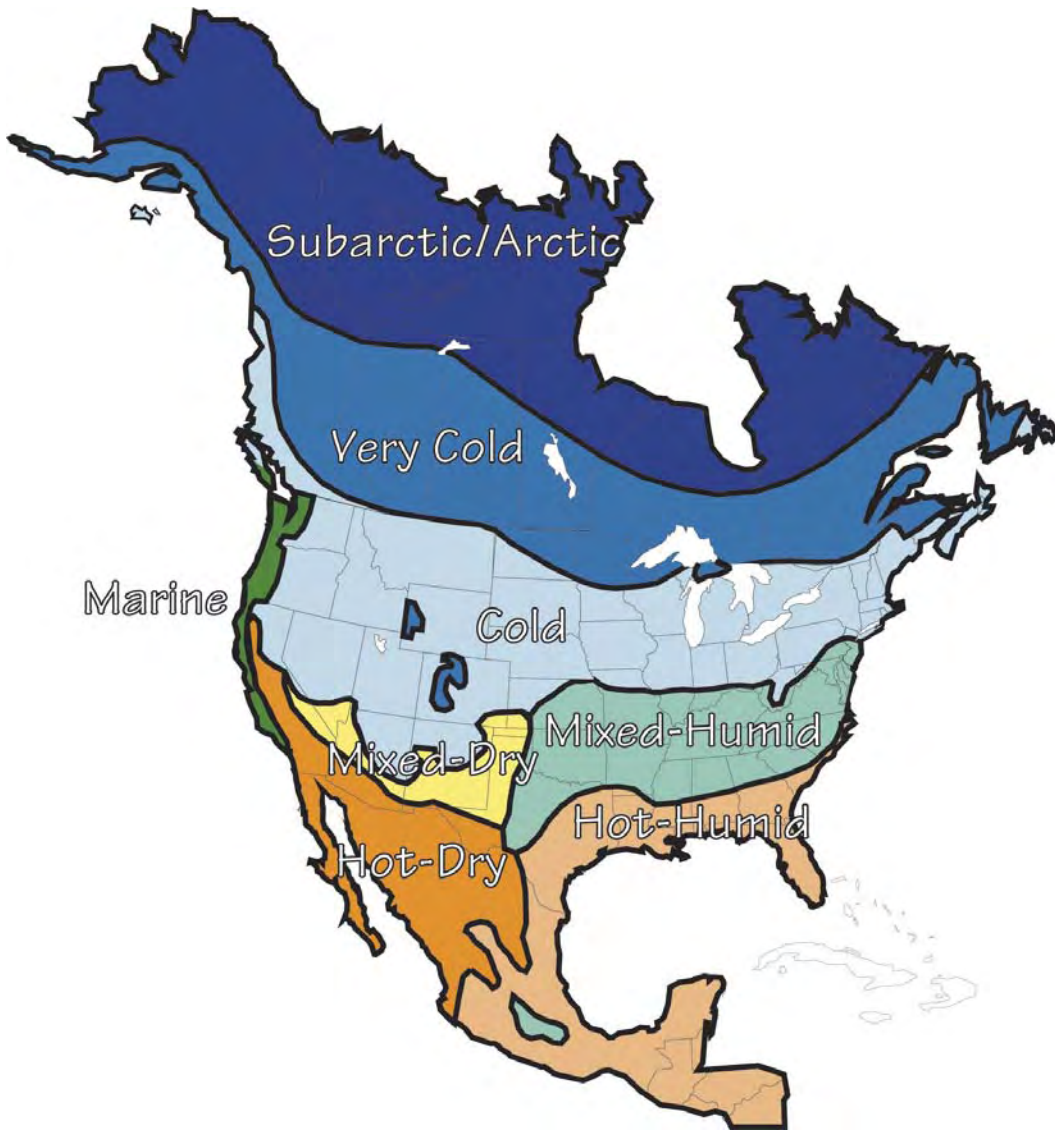 Subarctic/Arctic
Very Cold
Marine
Cold
Mixed-Humid
Mixed-Dry
Hot-Humid
Hot-Dry